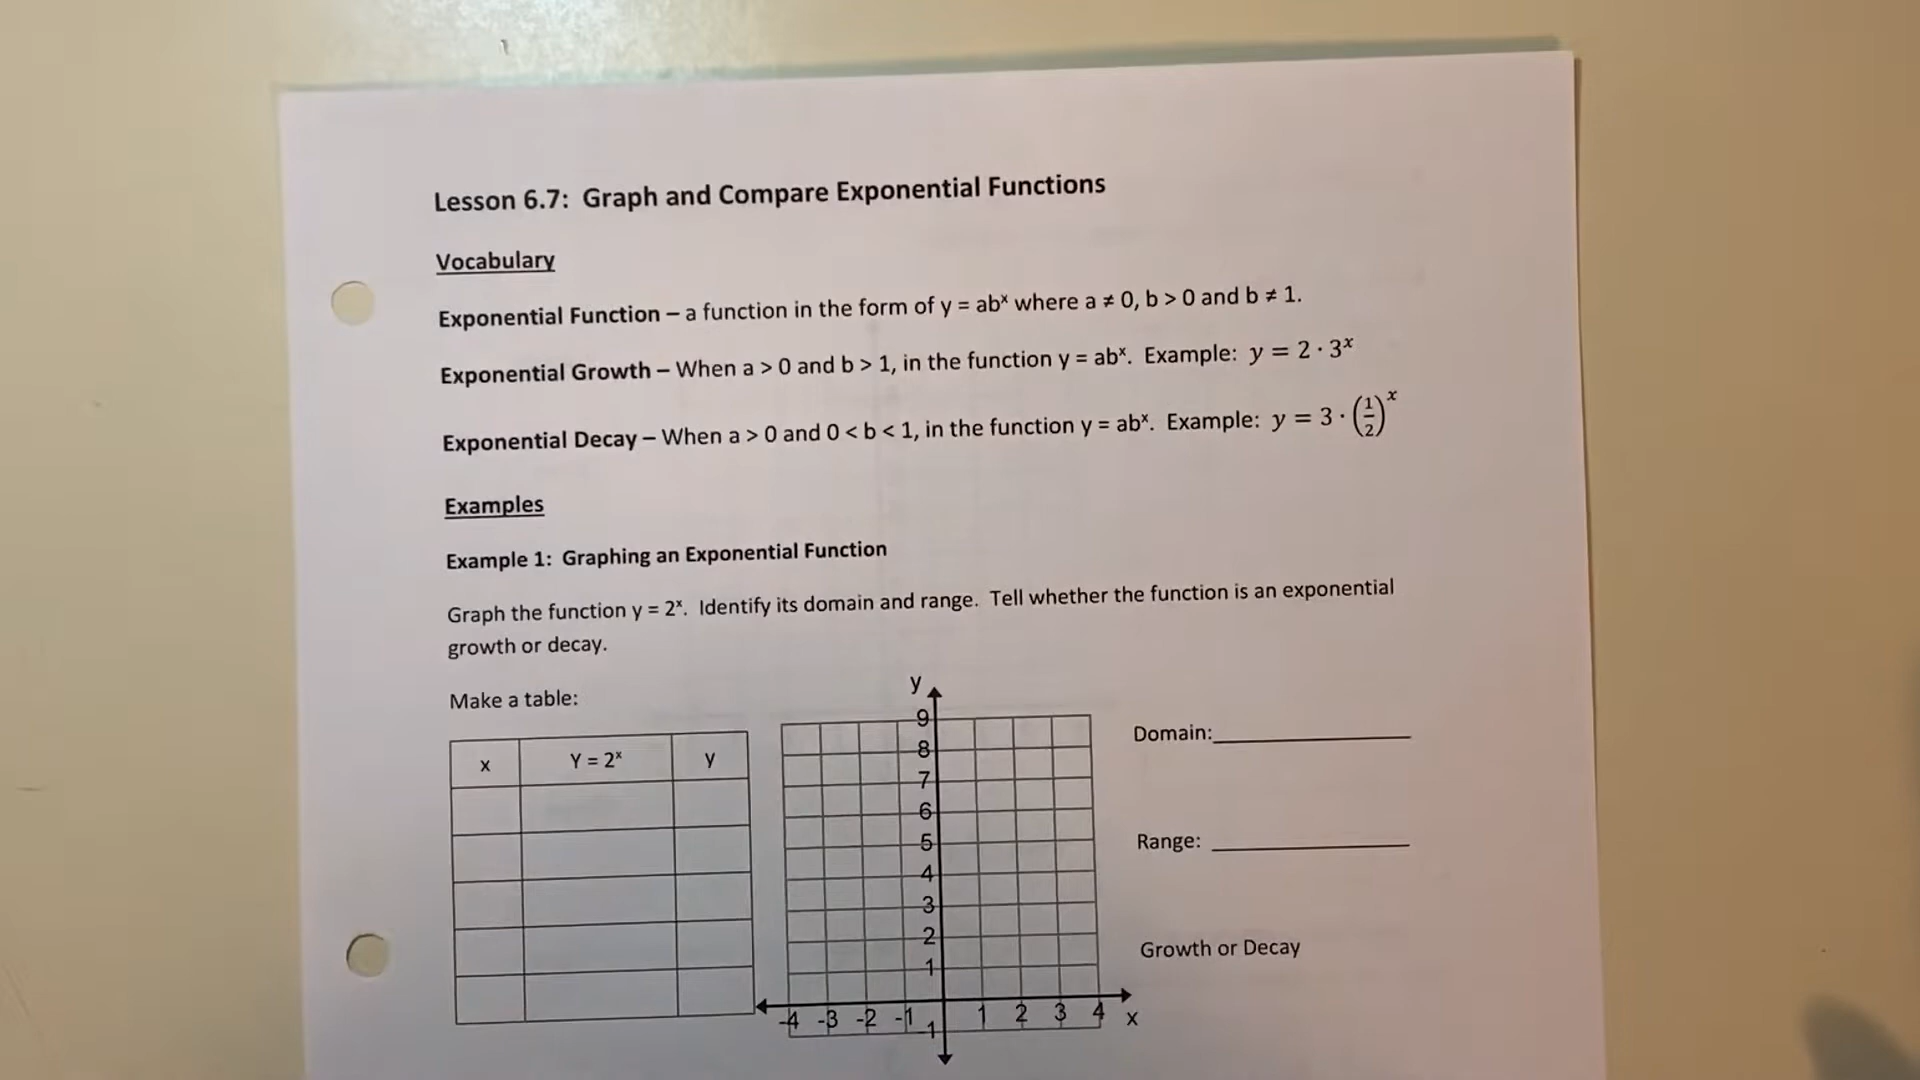 Lesson 6.7: Graph and Compare Exponential Functions
Vocabulary
Exponential Function – a function in the form of y = abˣ where a ≠ 0, b > 0 and b ≠ 1.
Exponential Growth – When a > 0 and b > 1, in the function y = abˣ. Example: y = 2 · 3ˣ
Exponential Decay – When a > 0 and 0 < b < 1, in the function y = abˣ. Example: y = 3 · (1/2)ˣ
Examples
Example 1: Graphing an Exponential Function
Graph the function y = 2ˣ. Identify its domain and range. Tell whether the function is an exponential
growth or decay.
Make a table:
x Y = 2ˣ y
y
9
8
7
6
5
4
3
2
1
-4 -3 -2 -1 1 2 3 4 x
-1
Domain:
Range:
Growth or Decay